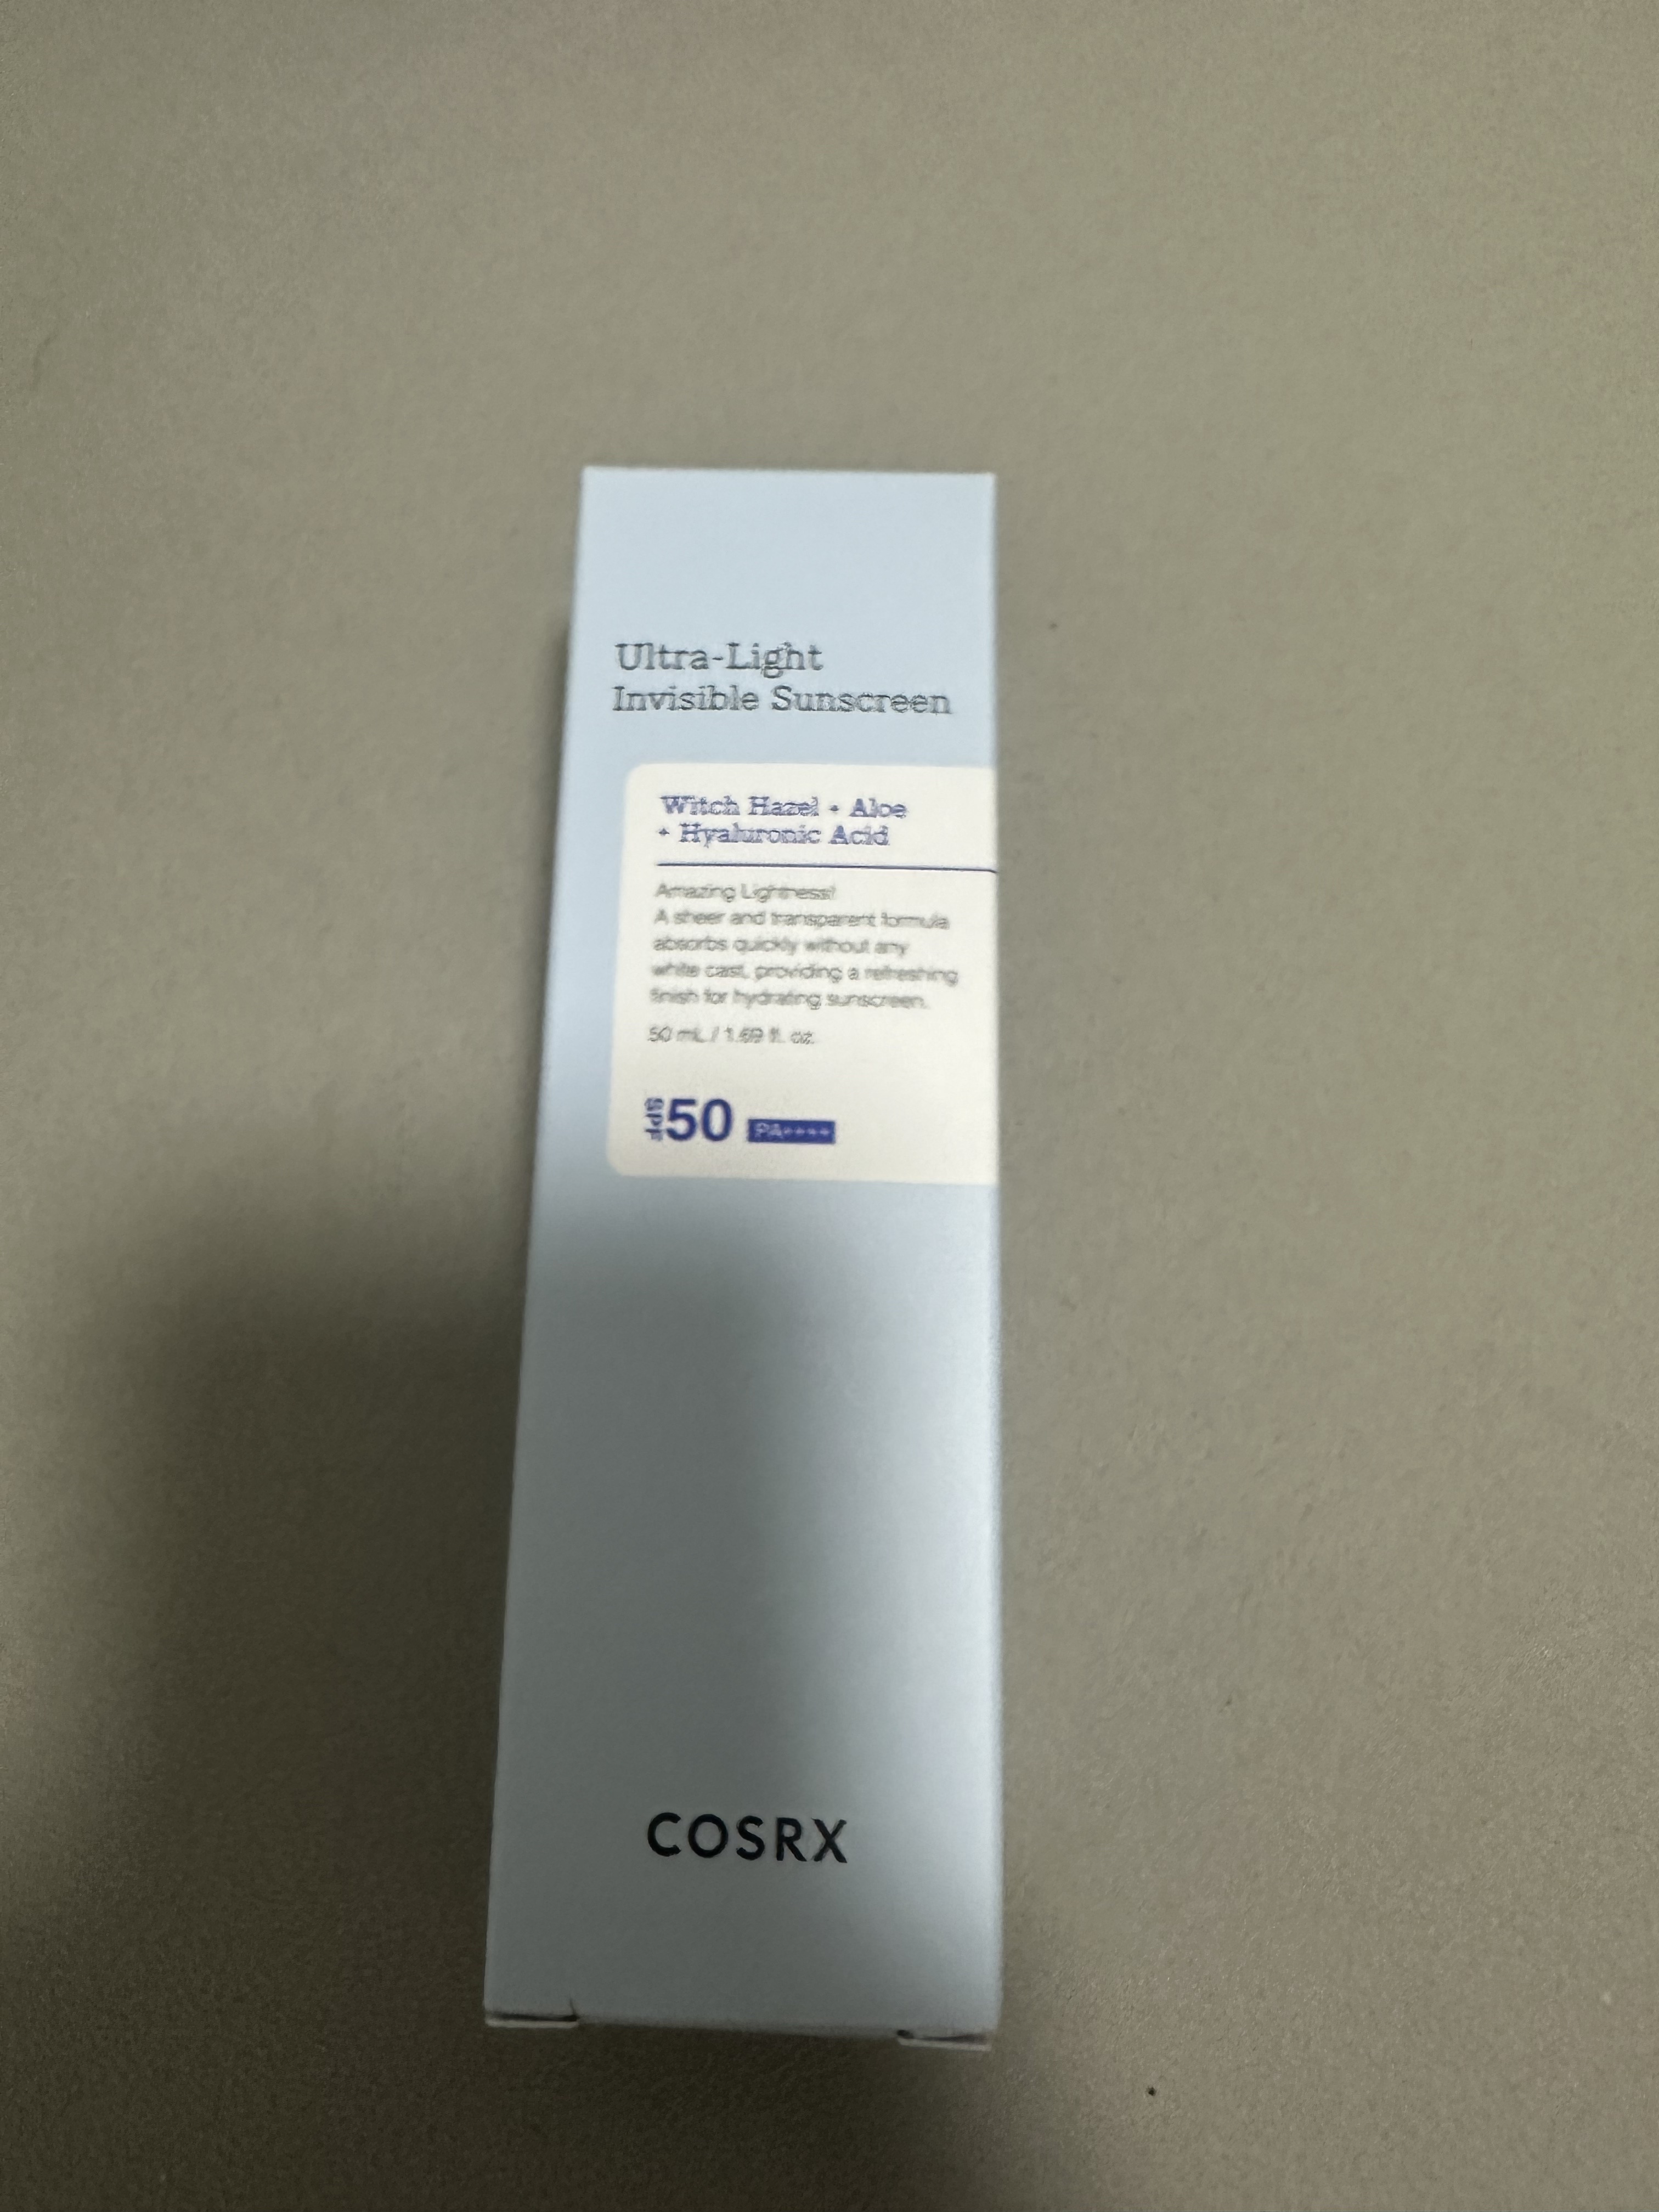 Ultra-Light
Invisible Sunscreen
Witch Hazel + Aloe
+ Hyaluronic Acid
Amazing Lightness!
A sheer and transparent formula
absorbs quickly without any
white cast, providing a refreshing
finish for hydrating sunscreen.
50 mL / 1.69 fl. oz.
SPF 50 PA++++
COSRX